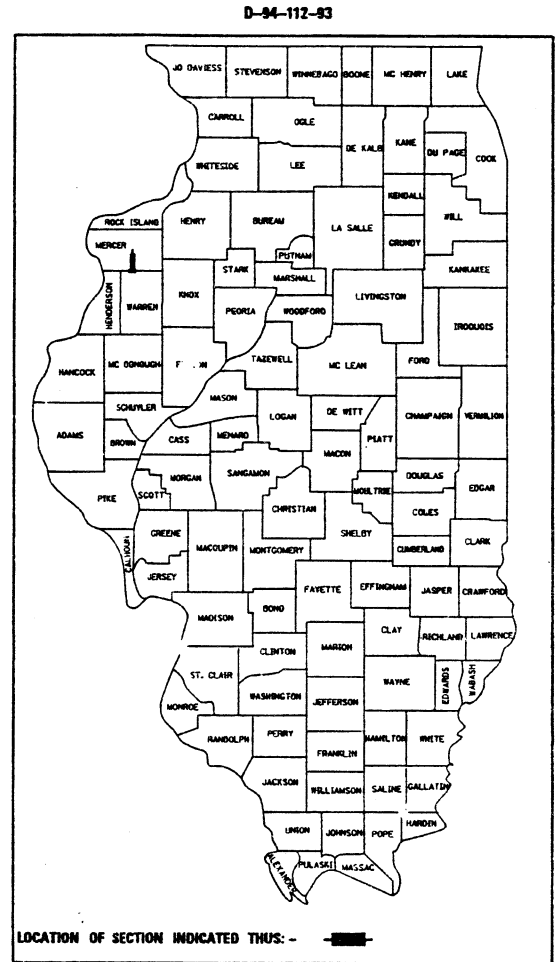 D-94-112-93
JO DAVIESS STEVENSON WINNEBAGO BOONE MC HENRY LAKE
CARROLL OGLE DE KALB KANE DU PAGE COOK
WHITESIDE LEE
KENDALL WILL
ROCK ISLAND HENRY BUREAM LA SALLE GRUNDY
MERCER PUTNAM
STARK MARSHALL KANKAKEE
HENDERSON WARREN KNOX PEORIA WOODFORD LIVINGSTON IROQUOIS
HANCOCK MC DONOUGH TAZEWELL MC LEAN FORD
MASON
SCHUYLER LOGAN DE WITT CHAMPAIGN VERMILION
ADAMS BROWN CASS MENARD MACON PIATT
MORGAN SANGAMON DOUGLAS EDGAR
PIKE SCOTT CHRISTIAN MOULTRIE COLES
CALHOUN GREENE MACOUPIN MONTGOMERY SHELBY CUMBERLAND CLARK
JERSEY FAYETTE EFFINGHAM JASPER CRAWFORD
MADISON BOND
CLINTON MARION CLAY RICHLAND LAWRENCE
ST. CLAIR WASHINGTON JEFFERSON WAYNE EDWARDS WABASH
MONROE
RANDOLPH PERRY FRANKLIN HAMILTON WHITE
JACKSON WILLIAMSON SALINE GALLATIN
UNION JOHNSON POPE HARDIN
ALEXANDER PULASKI MASSAC
LOCATION OF SECTION INDICATED THUS: -